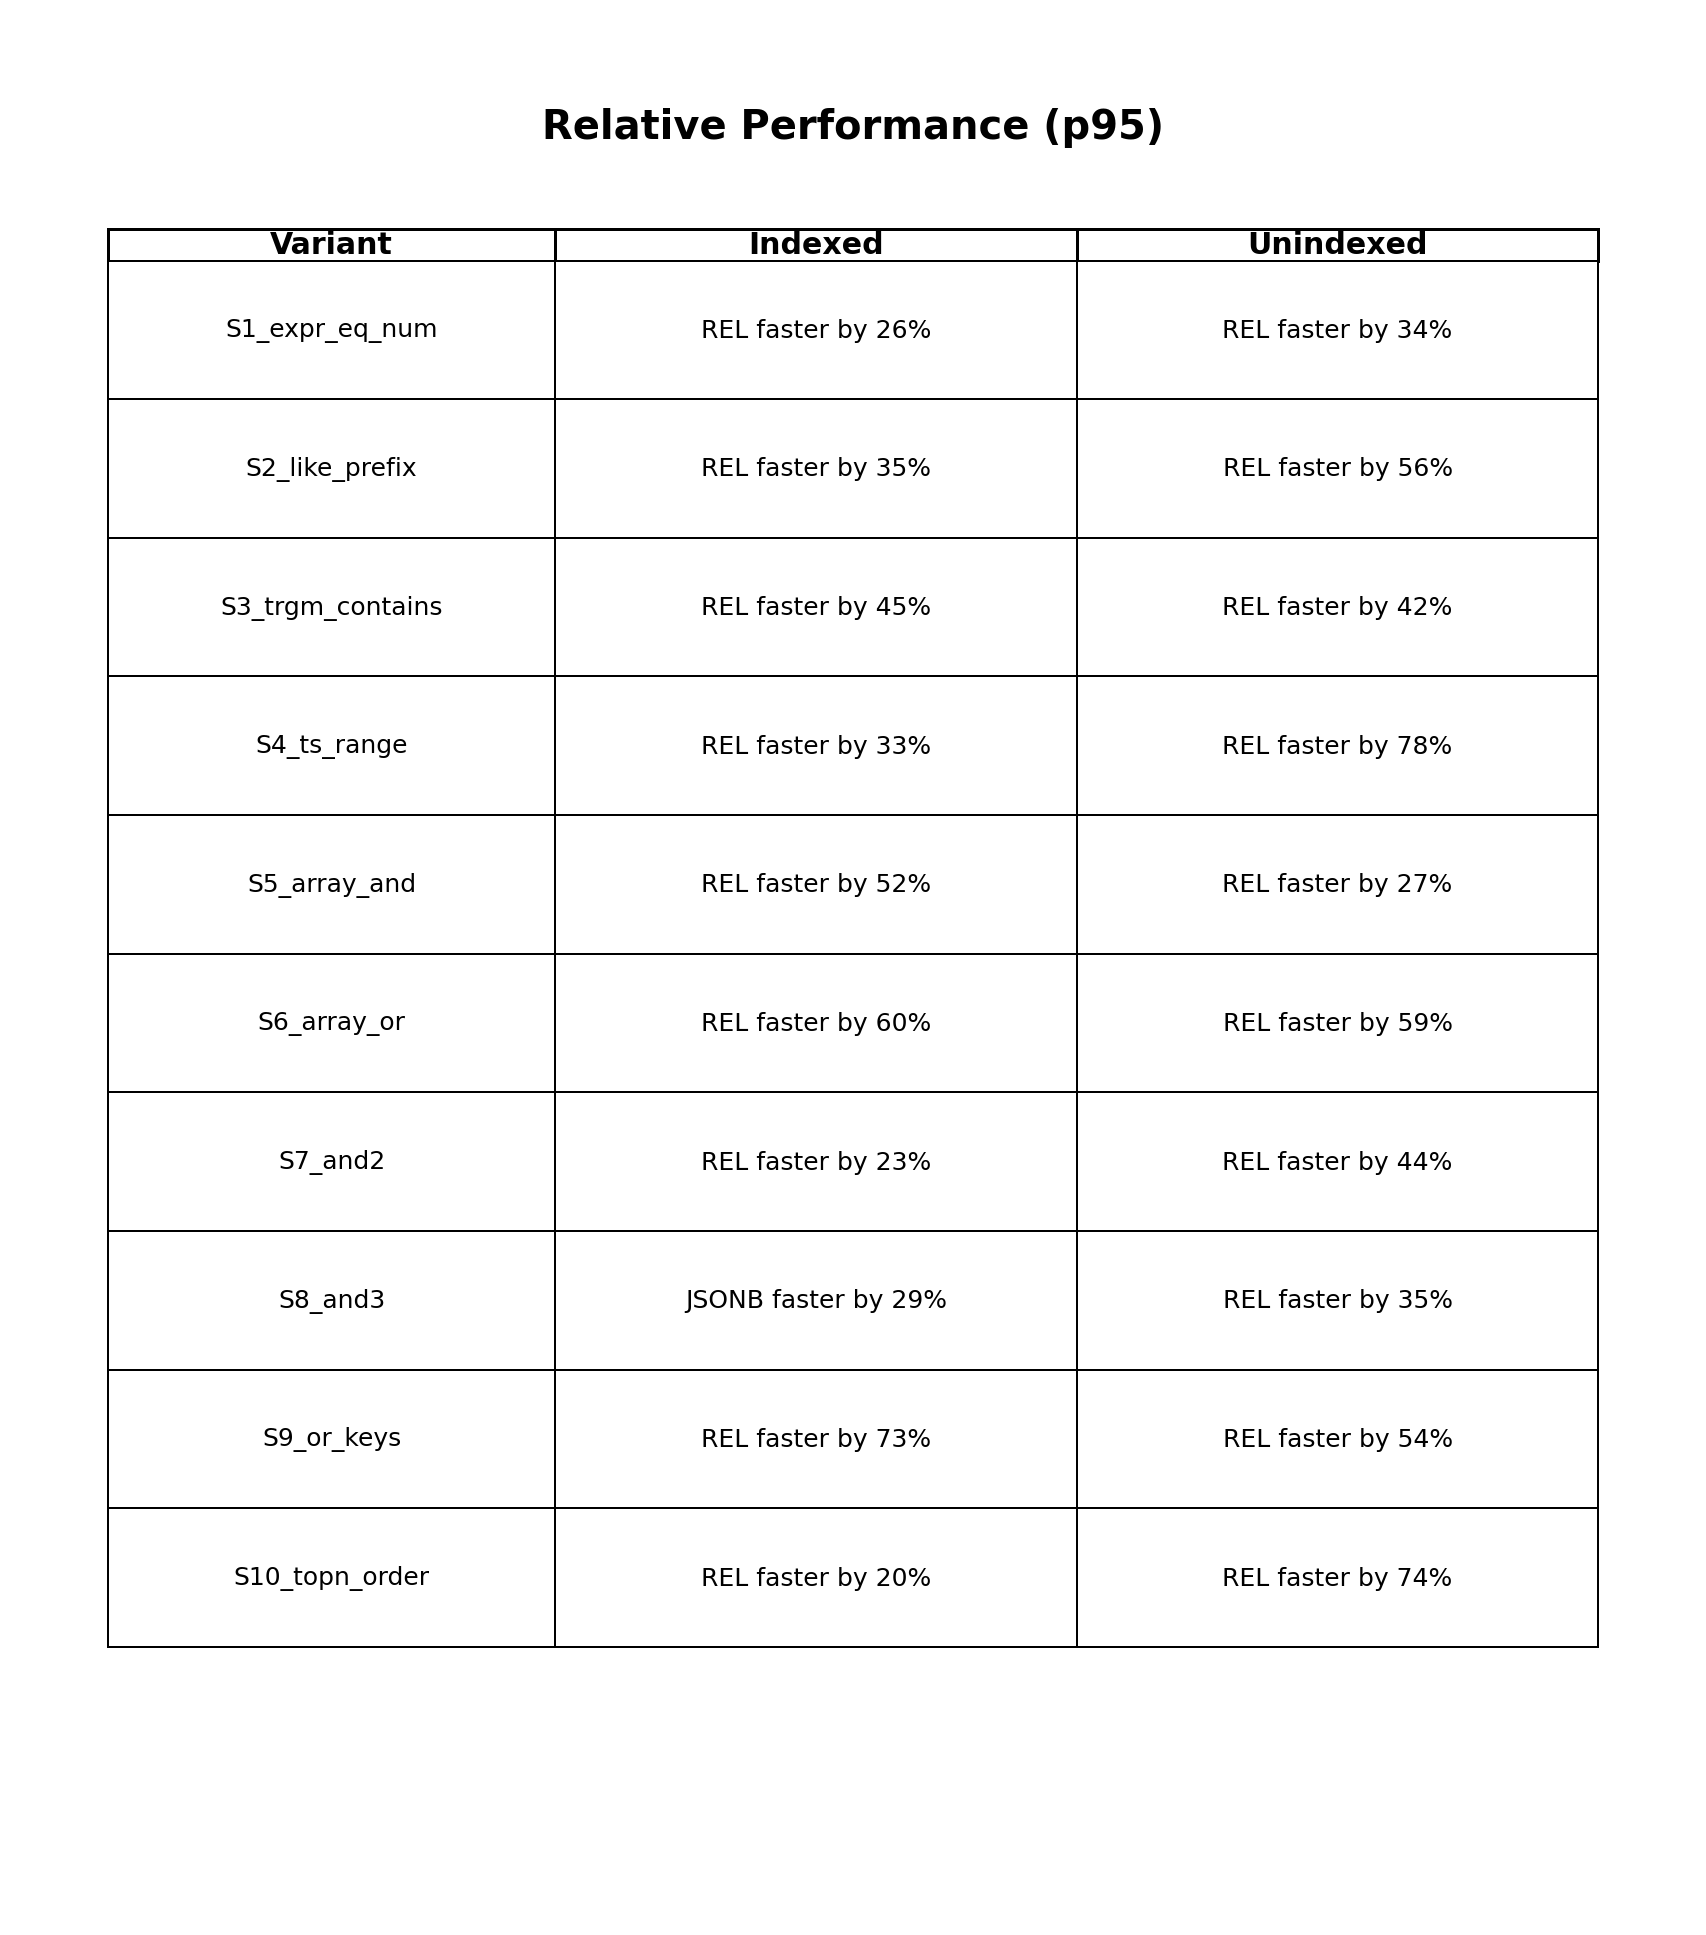 Relative Performance (p95)
Variant Indexed Unindexed
S1_expr_eq_num REL faster by 26% REL faster by 34%
S2_like_prefix REL faster by 35% REL faster by 56%
S3_trgm_contains REL faster by 45% REL faster by 42%
S4_ts_range REL faster by 33% REL faster by 78%
S5_array_and REL faster by 52% REL faster by 27%
S6_array_or REL faster by 60% REL faster by 59%
S7_and2 REL faster by 23% REL faster by 44%
S8_and3 JSONB faster by 29% REL faster by 35%
S9_or_keys REL faster by 73% REL faster by 54%
S10_topn_order REL faster by 20% REL faster by 74%